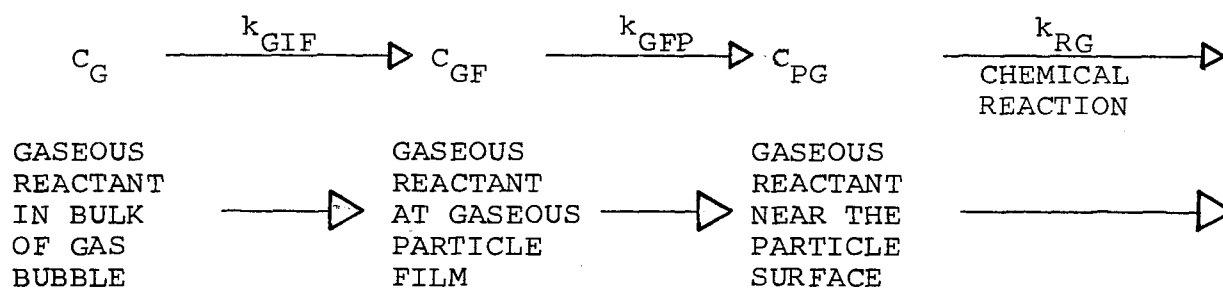 k_GIF k_GFP k_RG
C_G C_GF C_PG
CHEMICAL
REACTION
GASEOUS GASEOUS GASEOUS
REACTANT REACTANT REACTANT
IN BULK AT GASEOUS NEAR THE
OF GAS PARTICLE PARTICLE
BUBBLE FILM SURFACE